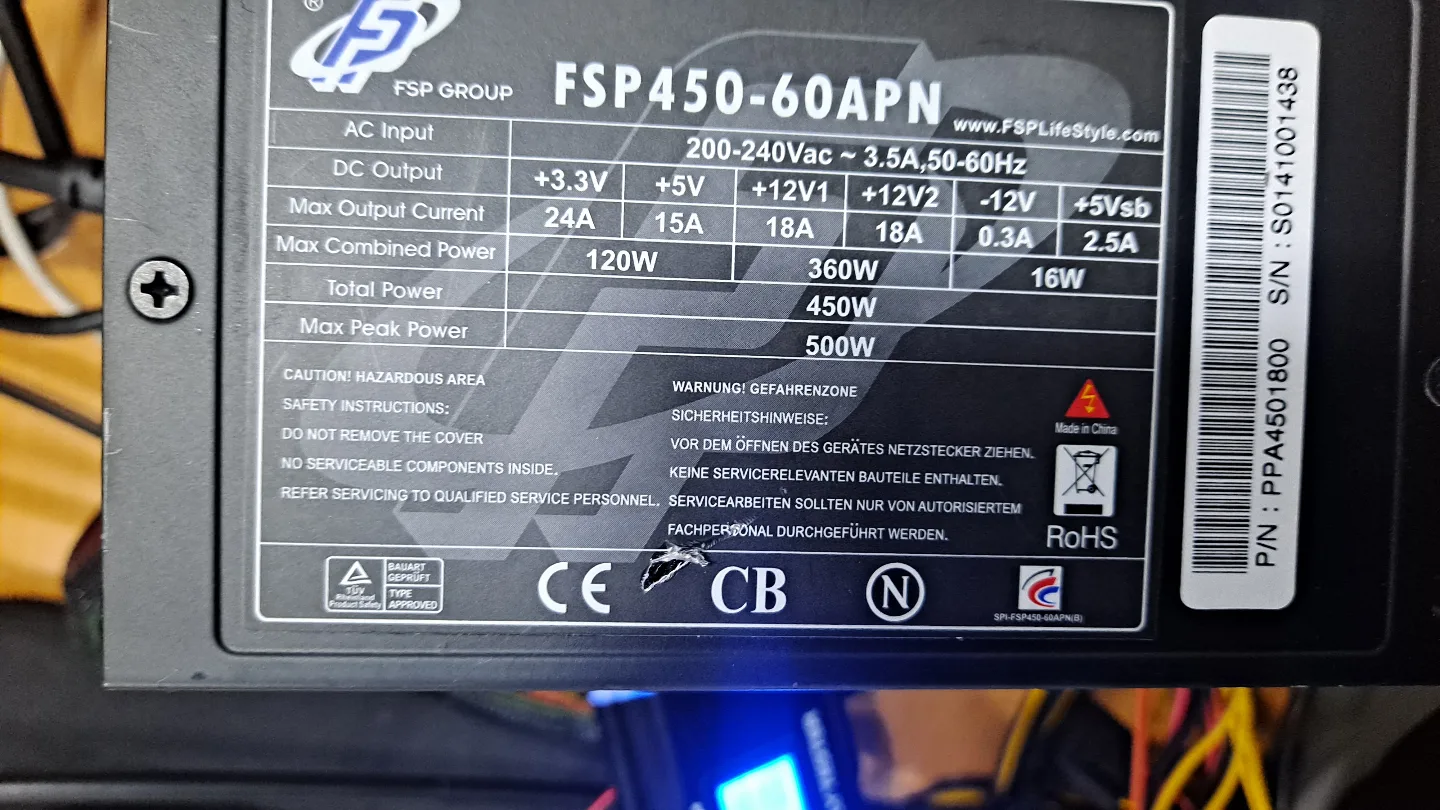 ®
FSP GROUP
FSP450-60APN
www.FSPLifeStyle.com
AC Input 200-240Vac ~ 3.5A,50-60Hz
DC Output +3.3V +5V +12V1 +12V2 -12V +5Vsb
Max Output Current 24A 15A 18A 18A 0.3A 2.5A
Max Combined Power 120W 360W 16W
Total Power 450W
Max Peak Power 500W
CAUTION! HAZARDOUS AREA
SAFETY INSTRUCTIONS:
DO NOT REMOVE THE COVER
NO SERVICEABLE COMPONENTS INSIDE.
REFER SERVICING TO QUALIFIED SERVICE PERSONNEL.
WARNUNG! GEFAHRENZONE
SICHERHEITSHINWEISE:
VOR DEM ÖFFNEN DES GERÄTES NETZSTECKER ZIEHEN.
KEINE SERVICERELEVANTEN BAUTEILE ENTHALTEN.
SERVICEARBEITEN SOLLTEN NUR VON AUTORISIERTEM
FACHPERSONAL DURCHGEFÜHRT WERDEN.
Made in China
RoHS
TÜV
Rheinland
Product Safety
BAUART
GEPRÜFT
TYPE
APPROVED
CE
CB
N
SPI-FSP450-60APN(B)
P/N : PPA4501800 S/N : S0141001438